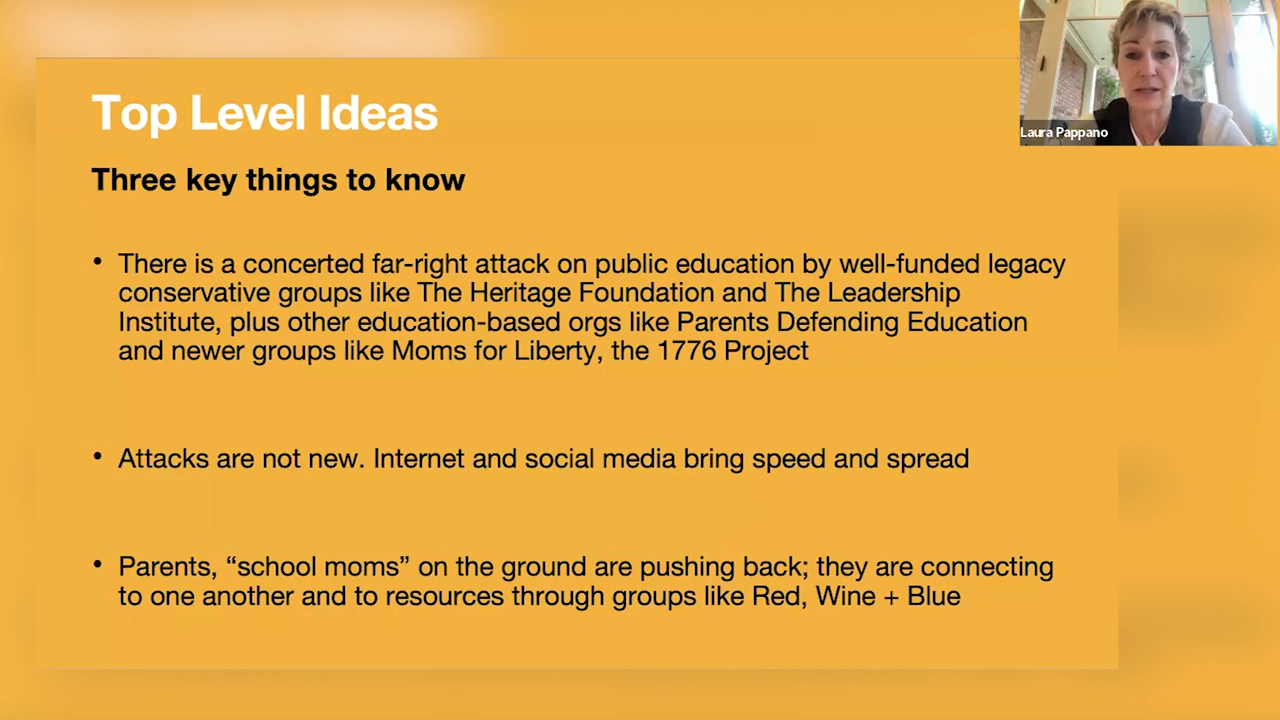 Laura Pappano
Top Level Ideas
Three key things to know
• There is a concerted far-right attack on public education by well-funded legacy
conservative groups like The Heritage Foundation and The Leadership
Institute, plus other education-based orgs like Parents Defending Education
and newer groups like Moms for Liberty, the 1776 Project
• Attacks are not new. Internet and social media bring speed and spread
• Parents, “school moms” on the ground are pushing back; they are connecting
to one another and to resources through groups like Red, Wine + Blue